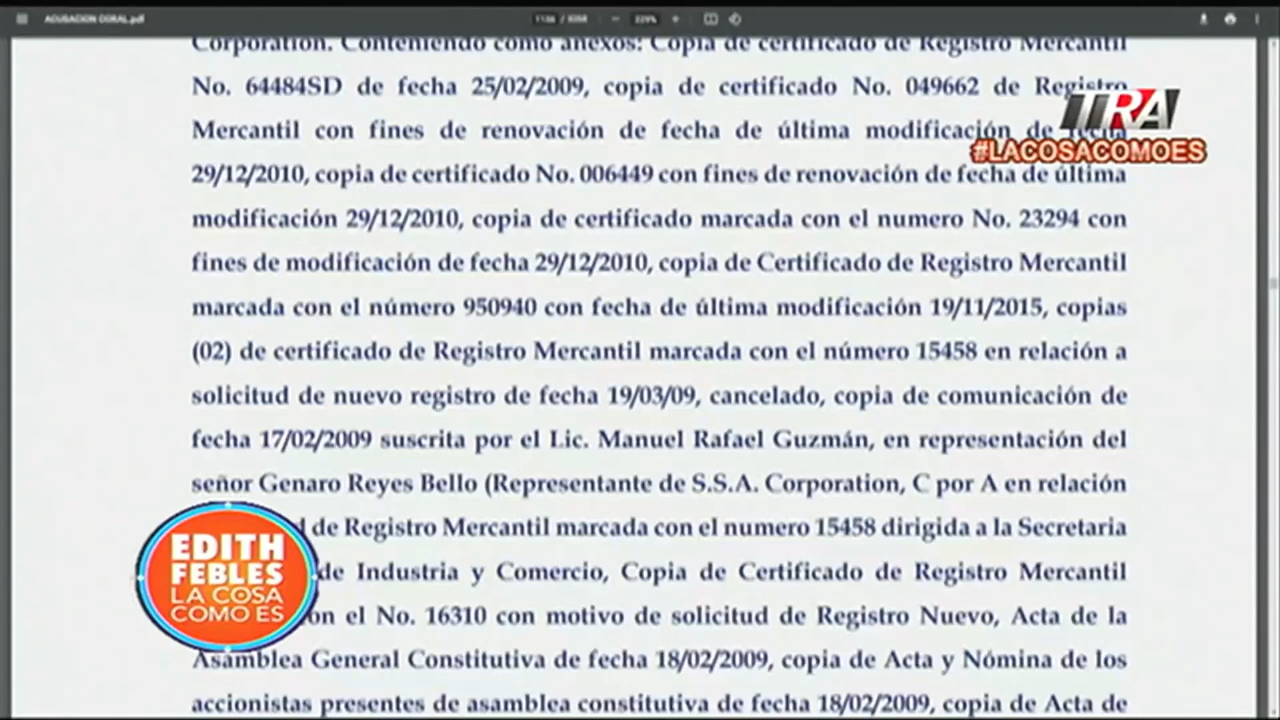 ACUSACION CORAL.pdf
Corporation. Conteniendo como anexos: Copia de certificado de Registro Mercantil
No. 64484SD de fecha 25/02/2009, copia de certificado No. 049662 de Registro
TRA
Mercantil con fines de renovación de fecha de última modificación de fecha
#LACOSACOMOES
29/12/2010, copia de certificado No. 006449 con fines de renovación de fecha de última
modificación 29/12/2010, copia de certificado marcada con el numero No. 23294 con
fines de modificación de fecha 29/12/2010, copia de Certificado de Registro Mercantil
marcada con el número 950940 con fecha de última modificación 19/11/2015, copias
(02) de certificado de Registro Mercantil marcada con el número 15458 en relación a
solicitud de nuevo registro de fecha 19/03/09, cancelado, copia de comunicación de
fecha 17/02/2009 suscrita por el Lic. Manuel Rafael Guzmán, en representación del
señor Genaro Reyes Bello (Representante de S.S.A. Corporation, C por A en relación
de Registro Mercantil marcada con el numero 15458 dirigida a la Secretaria
de Industria y Comercio, Copia de Certificado de Registro Mercantil
on el No. 16310 con motivo de solicitud de Registro Nuevo, Acta de la
Asamblea General Constitutiva de fecha 18/02/2009, copia de Acta y Nómina de los
accionistas presentes de asamblea constitutiva de fecha 18/02/2009, copia de Acta de
EDITH
FEBLES
LA COSA
COMO ES